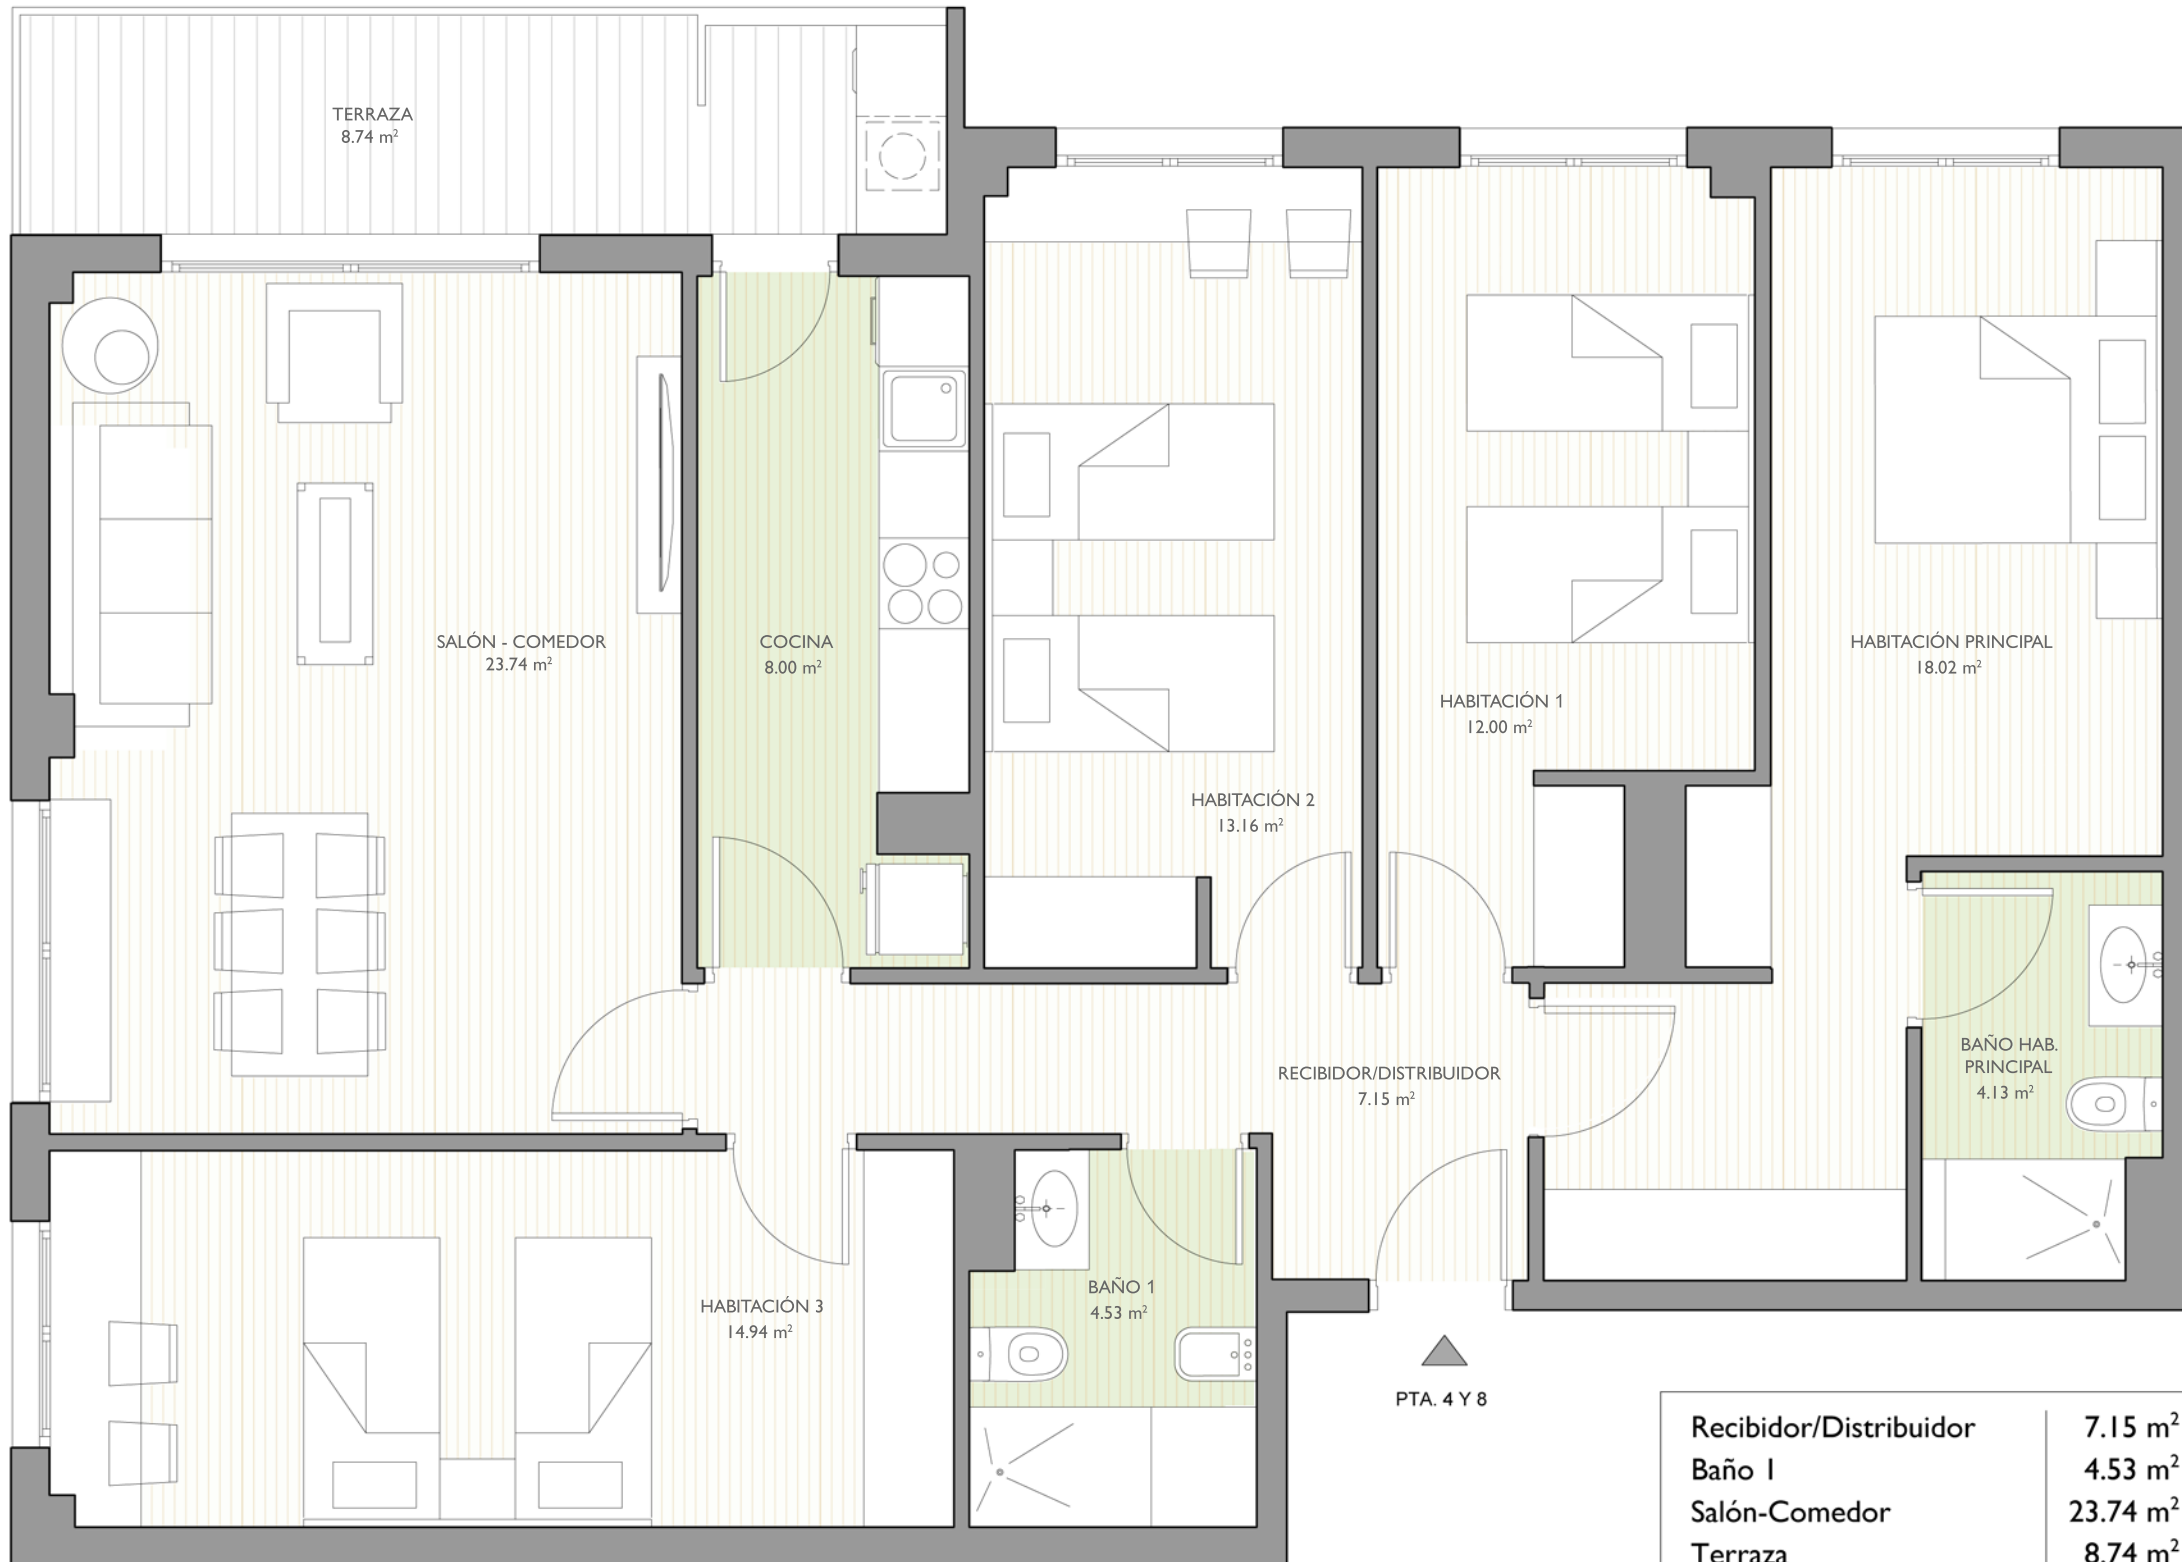 TERRAZA
8.74 m²
SALÓN - COMEDOR
23.74 m²
COCINA
8.00 m²
HABITACIÓN 2
13.16 m²
HABITACIÓN 1
12.00 m²
HABITACIÓN PRINCIPAL
18.02 m²
RECIBIDOR/DISTRIBUIDOR
7.15 m²
BAÑO HAB.
PRINCIPAL
4.13 m²
HABITACIÓN 3
14.94 m²
BAÑO 1
4.53 m²
PTA. 4 Y 8
Recibidor/Distribuidor 7.15 m²
Baño 1 4.53 m²
Salón-Comedor 23.74 m²
Terraza 8.74 m²